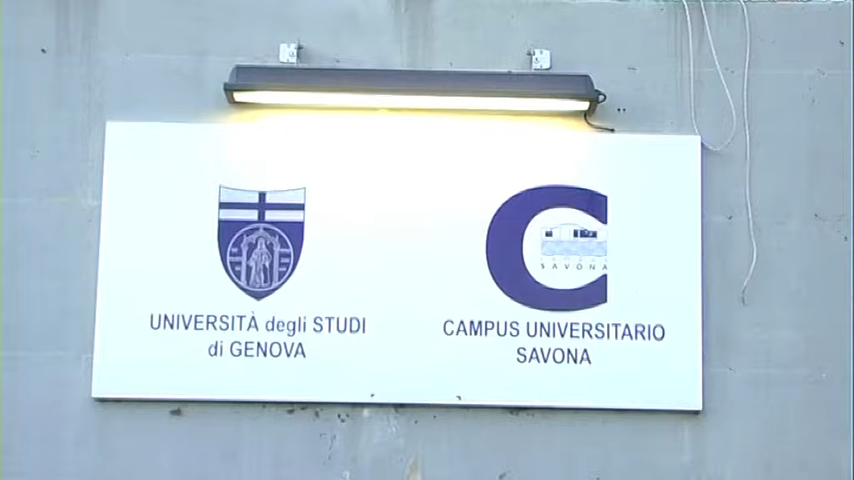 UNIVERSITÀ degli STUDI
di GENOVA
SAVONA
CAMPUS UNIVERSITARIO
SAVONA